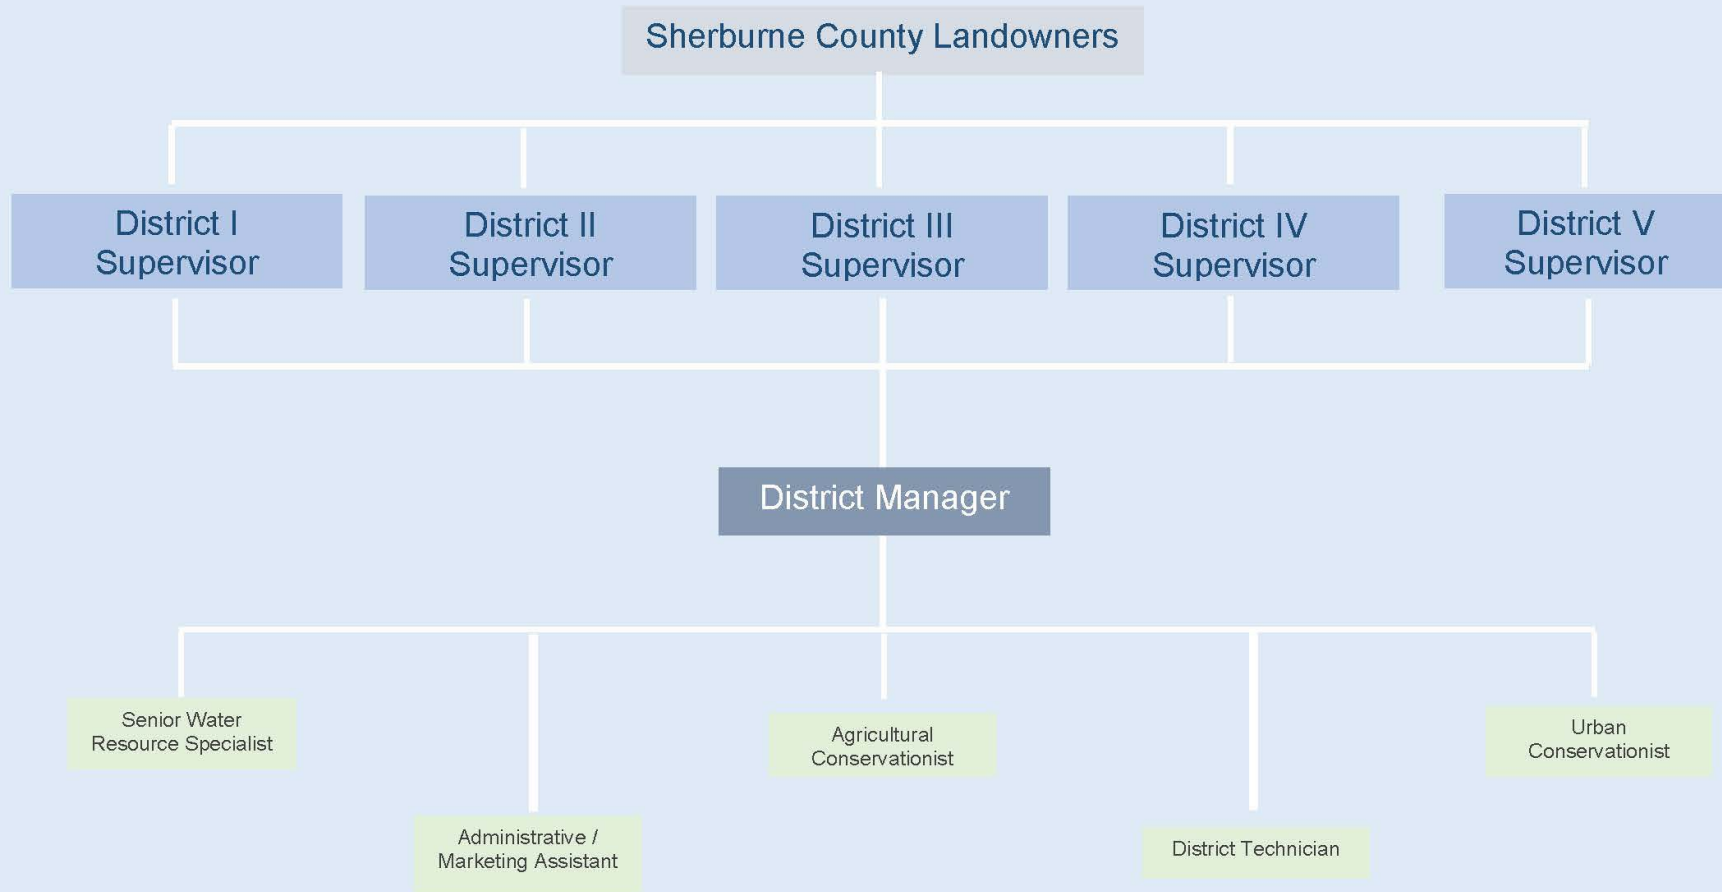 Sherburne County Landowners
District I
Supervisor
District II
Supervisor
District III
Supervisor
District IV
Supervisor
District V
Supervisor
District Manager
Senior Water
Resource Specialist
Administrative /
Marketing Assistant
Agricultural
Conservationist
District Technician
Urban
Conservationist